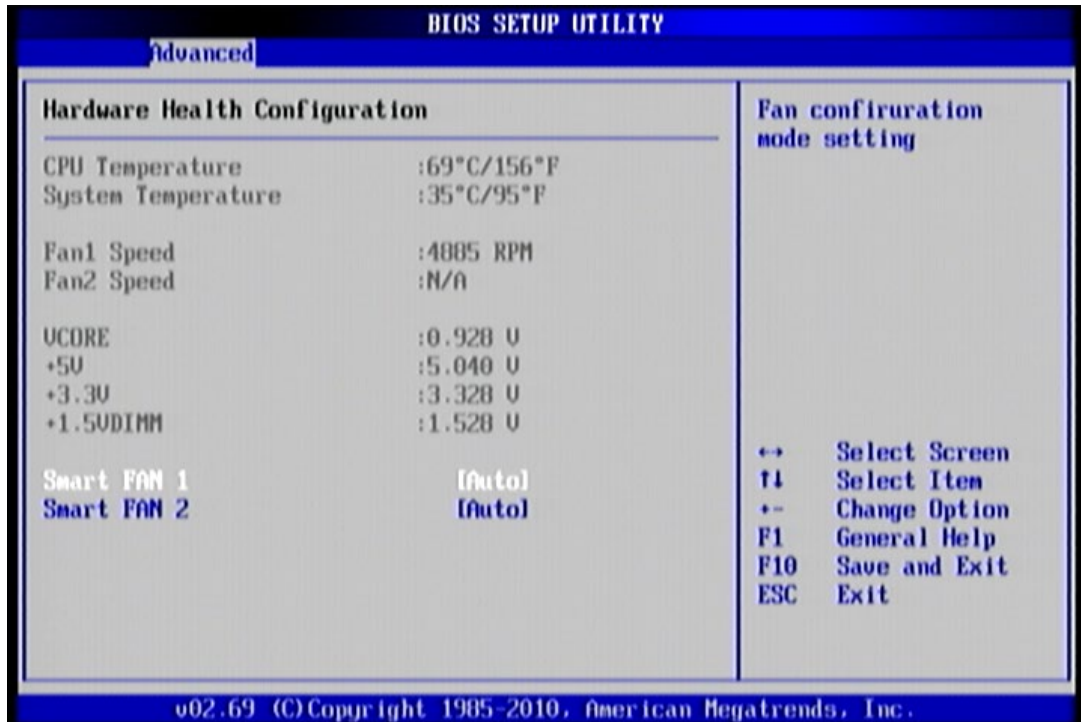 BIOS SETUP UTILITY
Advanced
Hardware Health Configuration
CPU Temperature :69°C/156°F
System Temperature :35°C/95°F
Fan1 Speed :4885 RPM
Fan2 Speed :N/A
VCORE :0.928 V
+5V :5.040 V
+3.3V :3.328 V
+1.5VDIMM :1.528 V
Smart FAN 1 [Auto]
Smart FAN 2 [Auto]
Fan confiruration
mode setting
↔ Select Screen
↑↓ Select Item
+- Change Option
F1 General Help
F10 Save and Exit
ESC Exit
v02.69 (C)Copyright 1985-2010, American Megatrends, Inc.